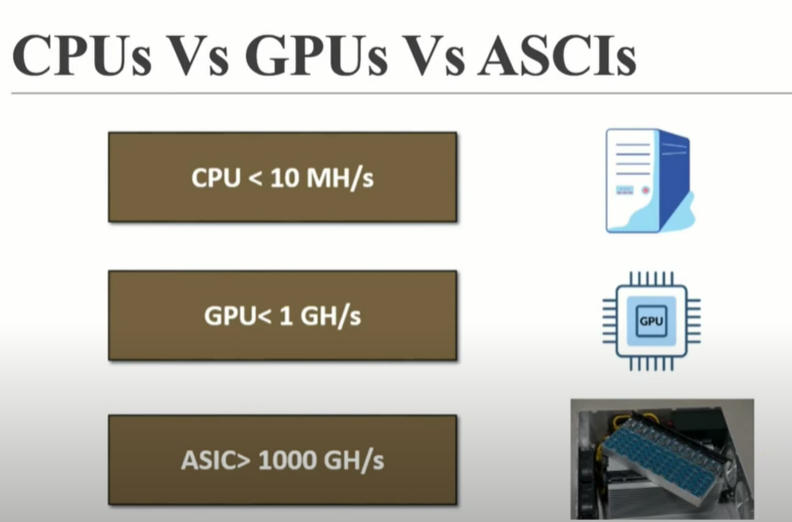 CPUs Vs GPUs Vs ASCIs
CPU < 10 MH/s
GPU< 1 GH/s
GPU
ASIC> 1000 GH/s